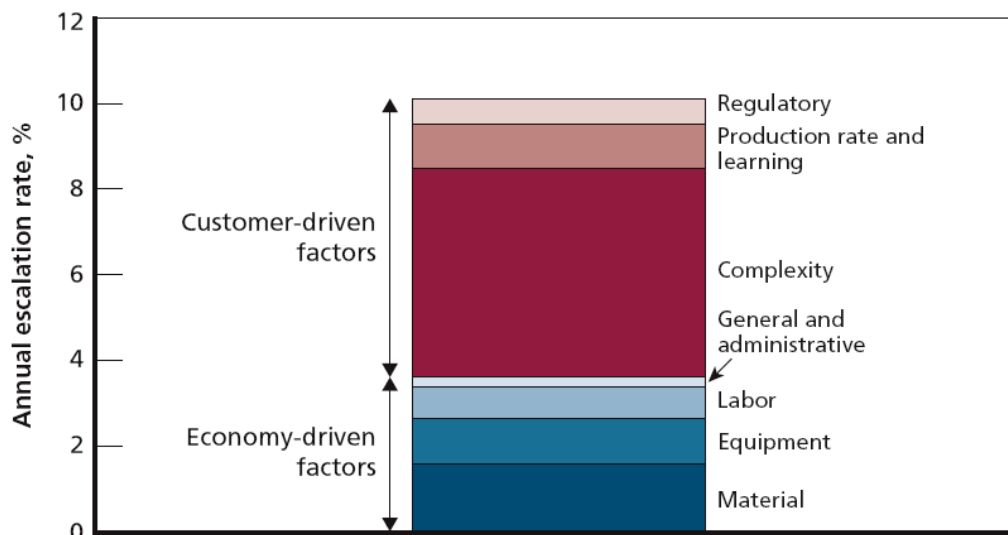 Annual escalation rate, %
12
10
8
6
4
2
0
Customer-driven
factors
Economy-driven
factors
Regulatory
Production rate and
learning
Complexity
General and
administrative
Labor
Equipment
Material